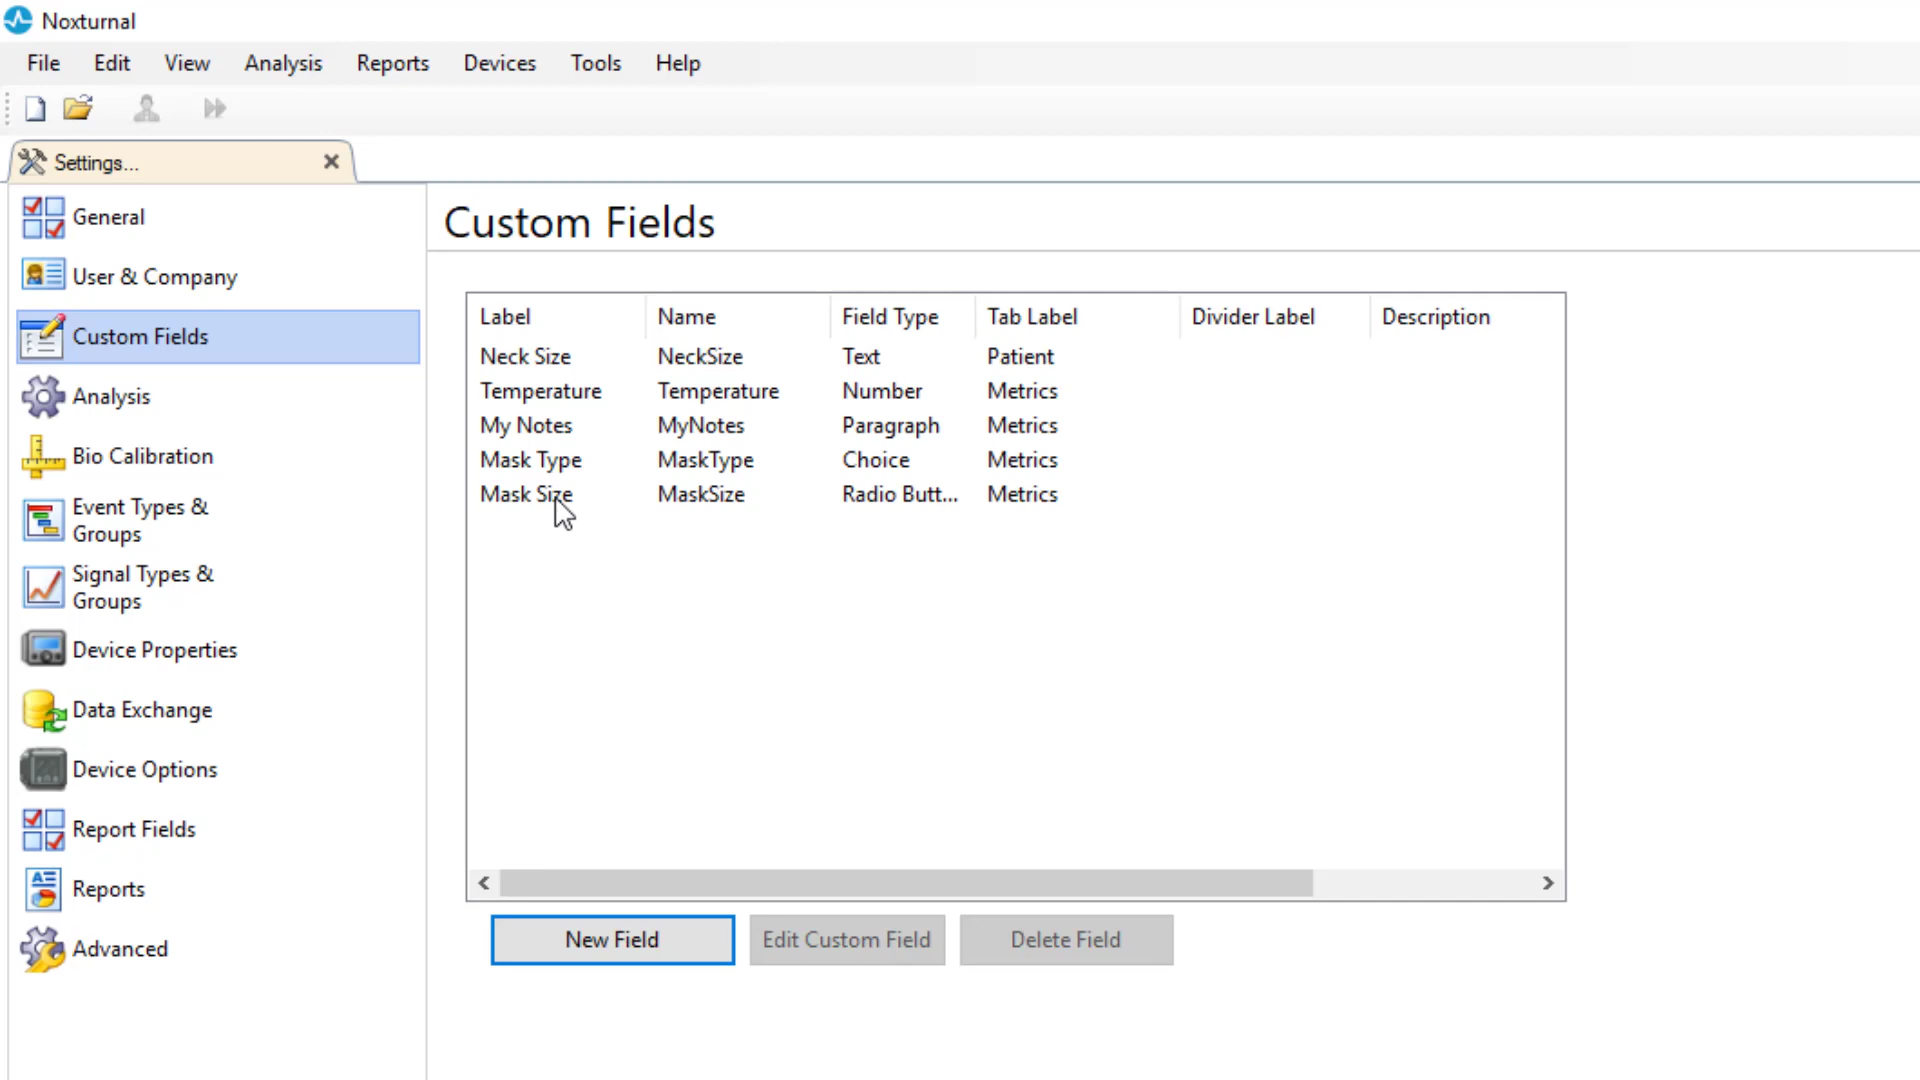 Noxturnal
File Edit View Analysis Reports Devices Tools Help
Settings...
General
User & Company
Custom Fields
Analysis
Bio Calibration
Event Types &
Groups
Signal Types &
Groups
Device Properties
Data Exchange
Device Options
Report Fields
Reports
Advanced
Custom Fields
Label Name Field Type Tab Label Divider Label Description
Neck Size NeckSize Text Patient
Temperature Temperature Number Metrics
My Notes MyNotes Paragraph Metrics
Mask Type MaskType Choice Metrics
Mask Size MaskSize Radio Butt... Metrics
New Field Edit Custom Field Delete Field